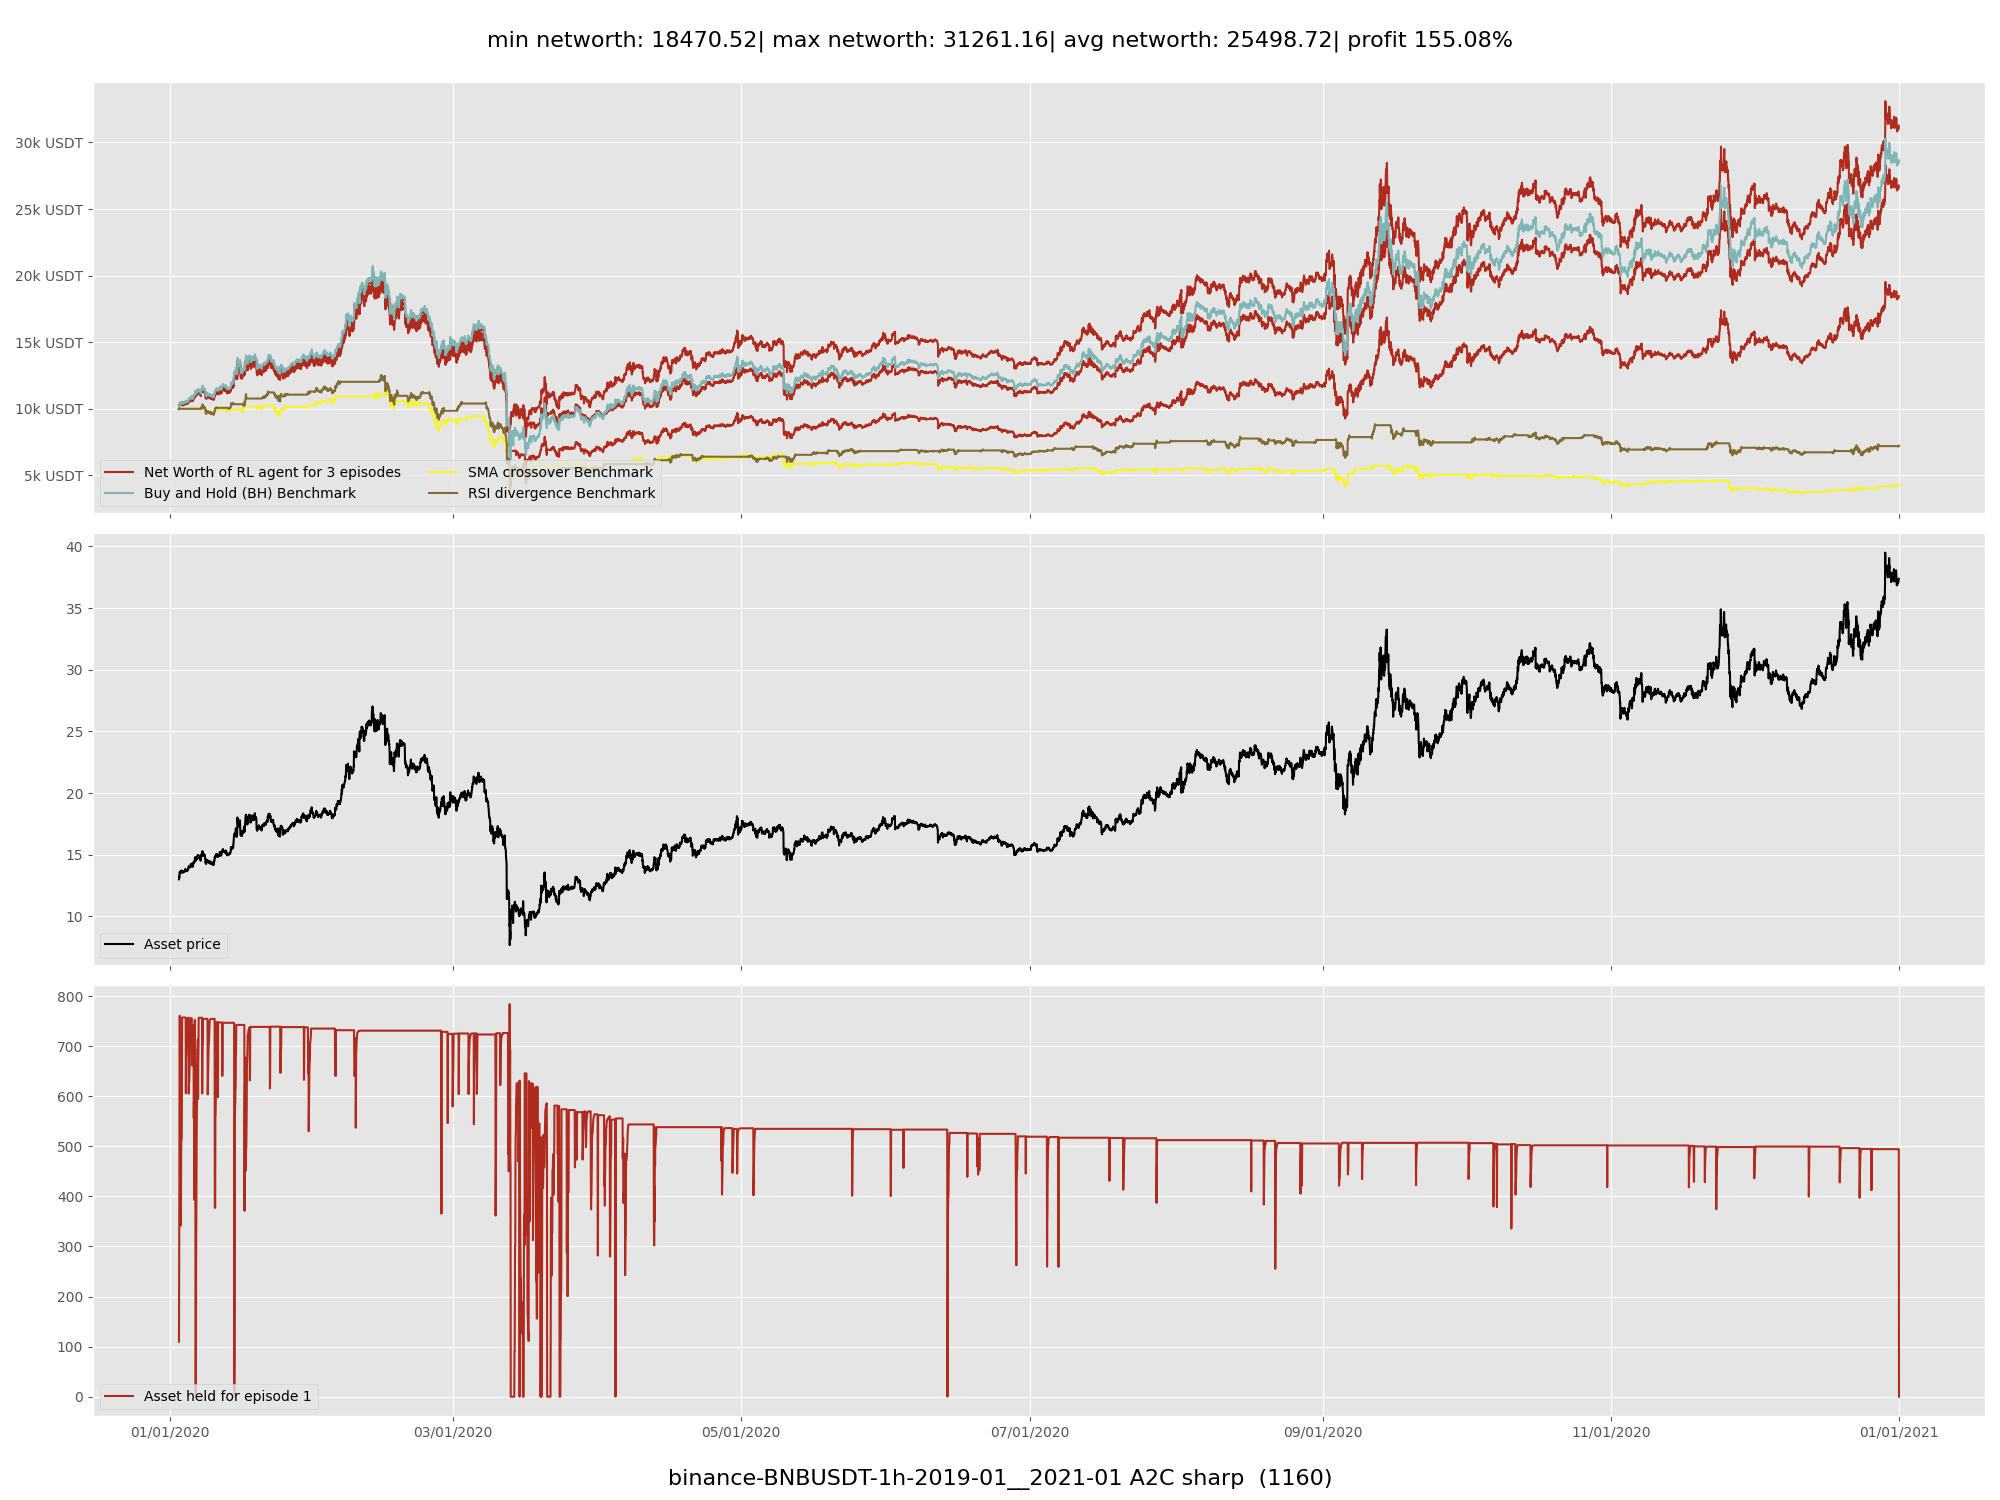 min networth: 18470.52| max networth: 31261.16| avg networth: 25498.72| profit 155.08%
30k USDT
25k USDT
20k USDT
15k USDT
10k USDT
5k USDT
Net Worth of RL agent for 3 episodes
Buy and Hold (BH) Benchmark
SMA crossover Benchmark
RSI divergence Benchmark
40
35
30
25
20
15
10
Asset price
800
700
600
500
400
300
200
100
0
Asset held for episode 1
01/01/2020
03/01/2020
05/01/2020
07/01/2020
09/01/2020
11/01/2020
01/01/2021
binance-BNBUSDT-1h-2019-01__2021-01 A2C sharp  (1160)